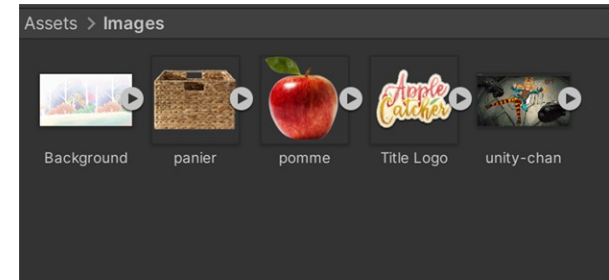 Assets > Images
Apple
Catcher
Background
panier
pomme
Title Logo
unity-chan